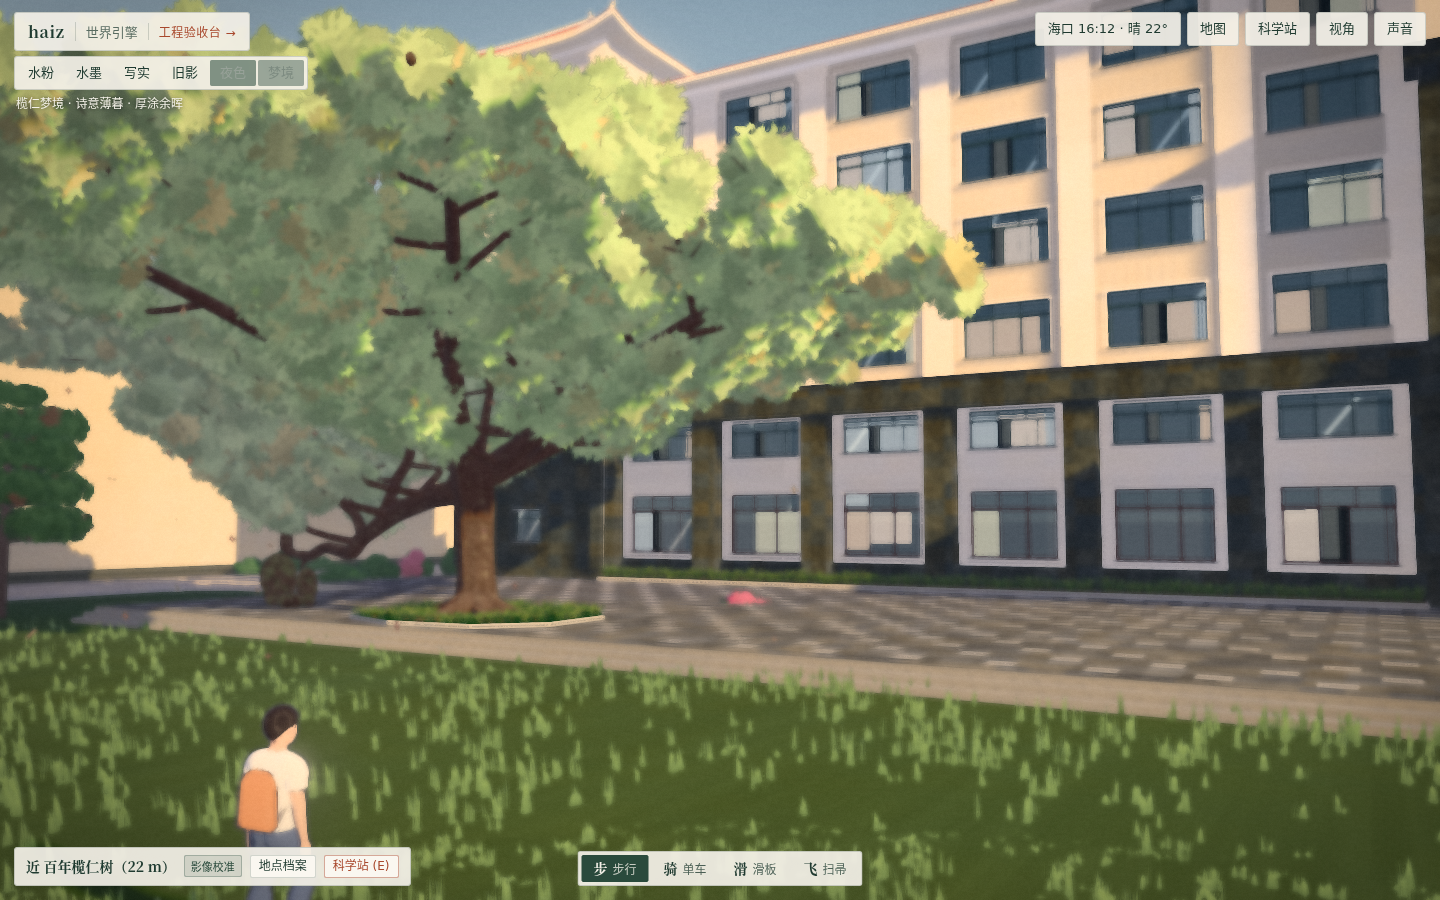 haiz 世界引擎 工程验收台 →
海口 16:12 · 晴 22° 地图 科学站 视角 声音
水粉 水墨 写实 旧影 夜色 梦境
榄仁梦境 · 诗意薄暮 · 厚涂余晖
近 百年榄仁树（22 m） 影像校准 地点档案 科学站 (E)
步 步行 骑 单车 滑 滑板 飞 扫帚